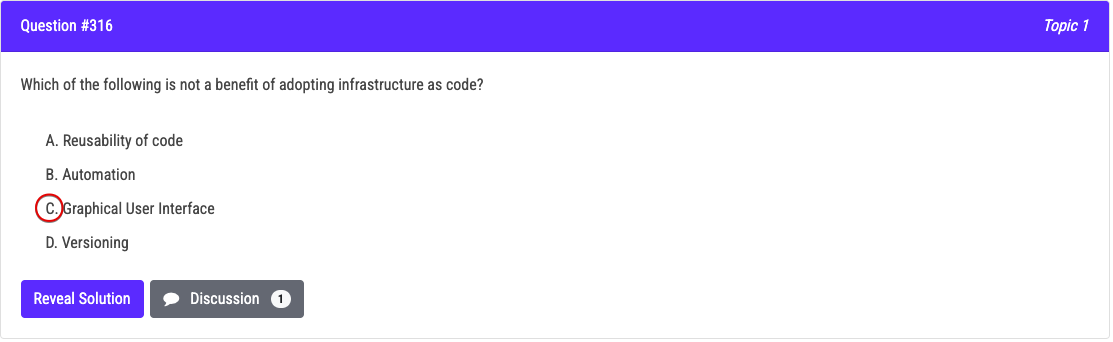 Question #316
Topic 1
Which of the following is not a benefit of adopting infrastructure as code?
A. Reusability of code
B. Automation
C. Graphical User Interface
D. Versioning
Reveal Solution
Discussion 1